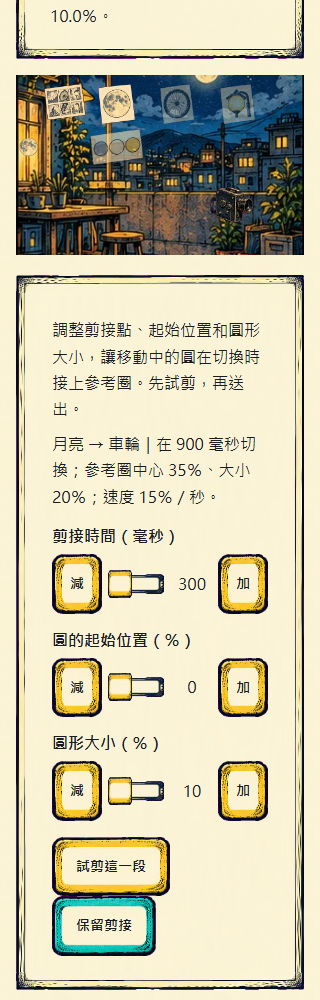 10.0%。
調整剪接點、起始位置和圓形
大小，讓移動中的圓在切換時
接上參考圈。先試剪，再送
出。
月亮 → 車輪｜在 900 毫秒切
換；參考圈中心 35%、大小
20%；速度 15% / 秒。
剪接時間（毫秒）
減 300 加
圓的起始位置（%）
減 0 加
圓形大小（%）
減 10 加
試剪這一段
保留剪接